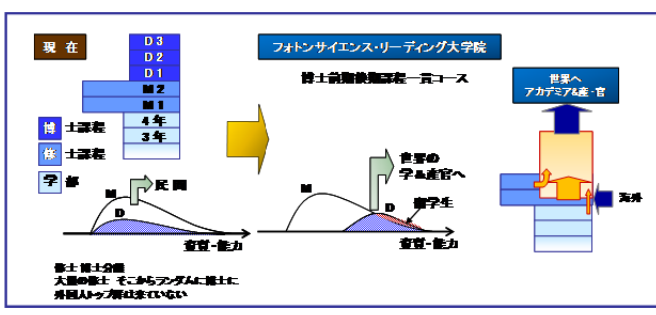 現 在
D 3
D 2
D 1
M 2
M 1
4 年
3 年
博 士課程
修 士課程
学 部
M
D
民間
資質・能力
修士 博士分離
大量の修士 そこからランダムに博士に
外国人トップ群は来ていない
フォトンサイエンス・リーディング大学院
博士前期後期課程一貫コース
世界の
学&産官へ
M
D
留学生
資質・能力
世界へ
アカデミア&産・官
海外